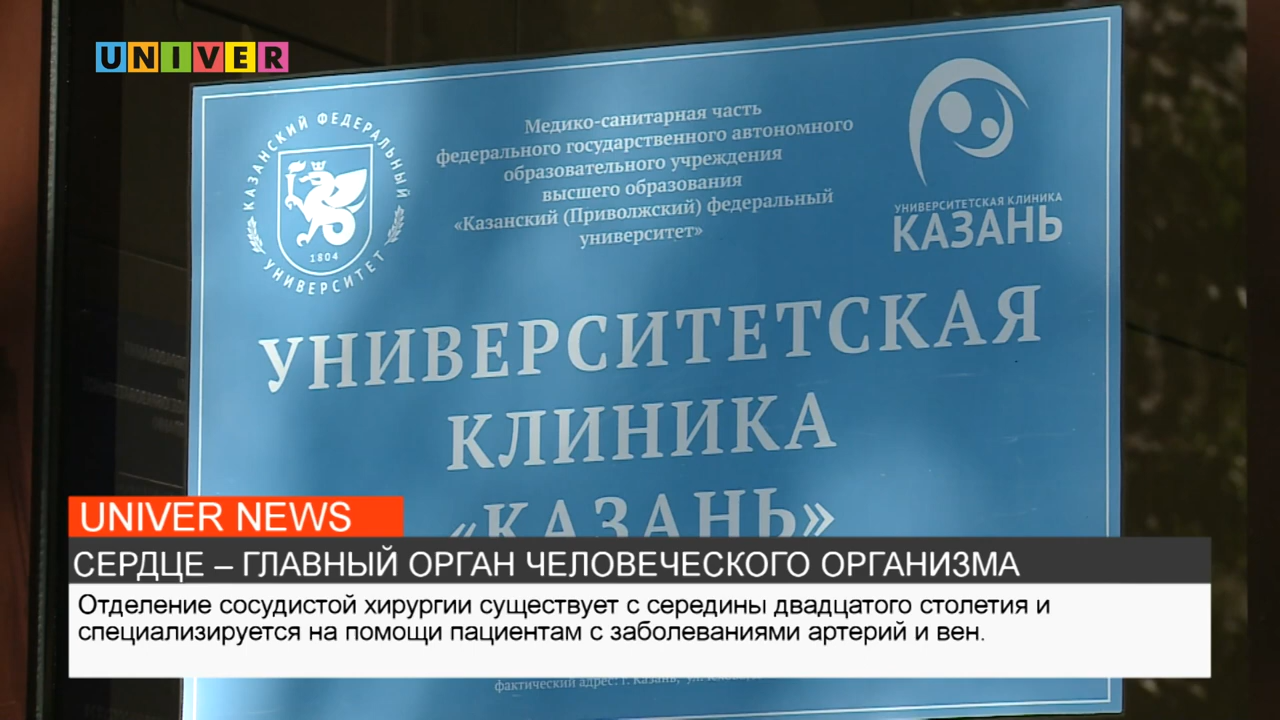 UNIVER
КАЗАНСКИЙ ФЕДЕРАЛЬНЫЙ
УНИВЕРСИТЕТ
1804
Медико-санитарная часть
федерального государственного автономного
образовательного учреждения
высшего образования
«Казанский (Приволжский) федеральный
университет»
УНИВЕРСИТЕТСКАЯ КЛИНИКА
КАЗАНЬ
УНИВЕРСИТЕТСКАЯ
КЛИНИКА
«КАЗАНЬ»
UNIVER NEWS
СЕРДЦЕ – ГЛАВНЫЙ ОРГАН ЧЕЛОВЕЧЕСКОГО ОРГАНИЗМА
Отделение сосудистой хирургии существует с середины двадцатого столетия и
специализируется на помощи пациентам с заболеваниями артерий и вен.
фактический адрес: г. Казань, ул.